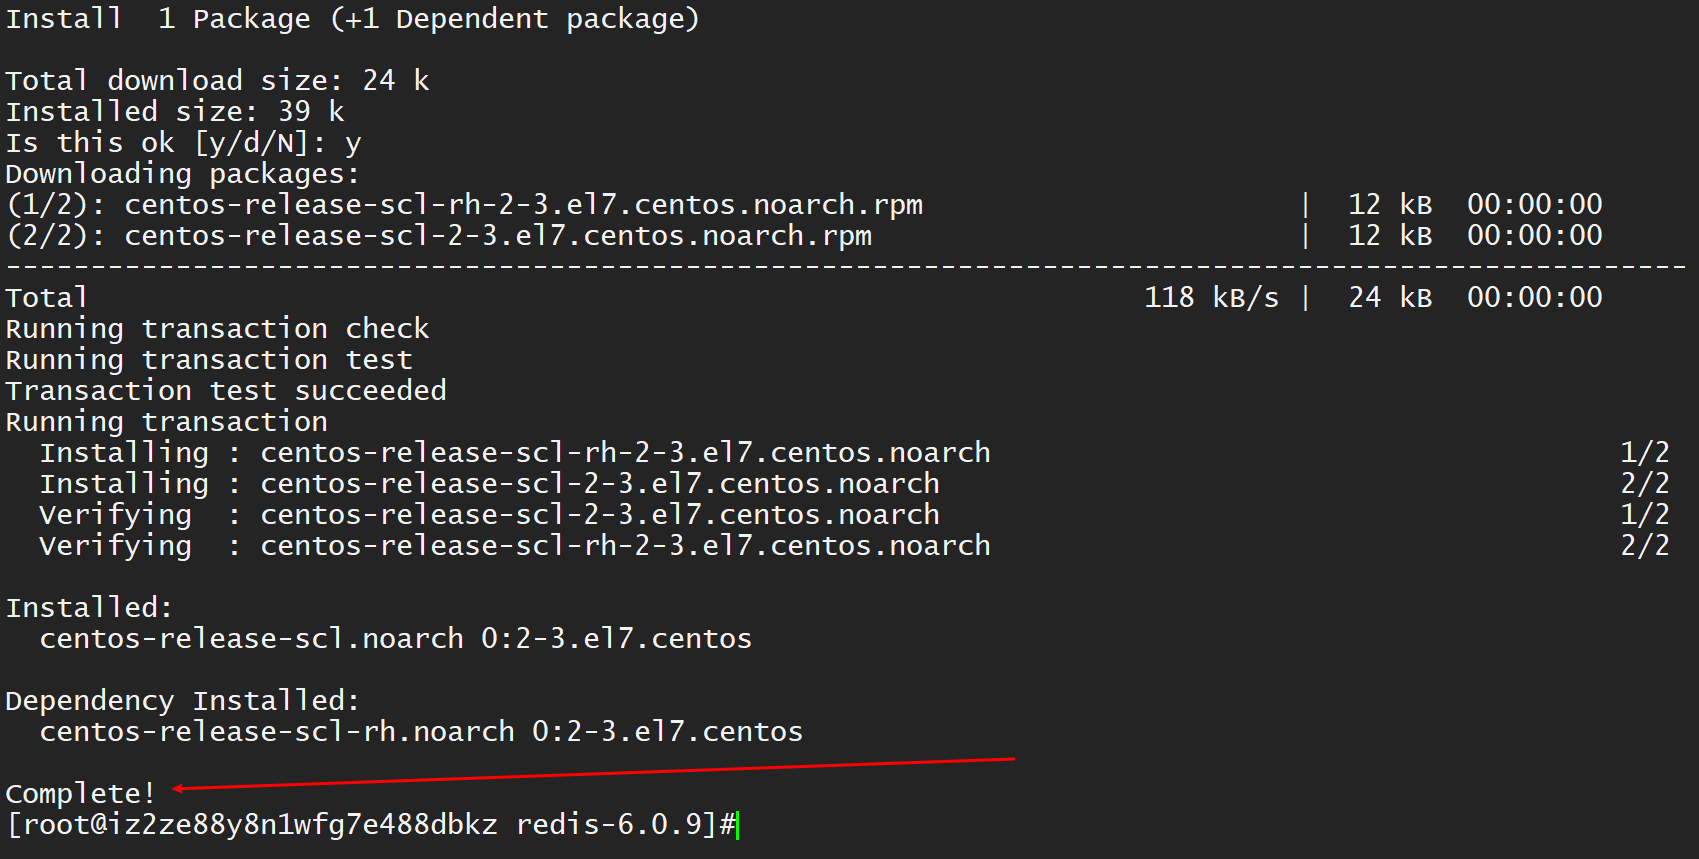 Install  1 Package (+1 Dependent package)
Total download size: 24 k
Installed size: 39 k
Is this ok [y/d/N]: y
Downloading packages:
(1/2): centos-release-scl-rh-2-3.el7.centos.noarch.rpm | 12 kB 00:00:00
(2/2): centos-release-scl-2-3.el7.centos.noarch.rpm | 12 kB 00:00:00
---------------------------------------------------------------------------------------------------
Total 118 kB/s | 24 kB 00:00:00
Running transaction check
Running transaction test
Transaction test succeeded
Running transaction
  Installing : centos-release-scl-rh-2-3.el7.centos.noarch 1/2
  Installing : centos-release-scl-2-3.el7.centos.noarch 2/2
  Verifying  : centos-release-scl-2-3.el7.centos.noarch 1/2
  Verifying  : centos-release-scl-rh-2-3.el7.centos.noarch 2/2
Installed:
  centos-release-scl.noarch 0:2-3.el7.centos
Dependency Installed:
  centos-release-scl-rh.noarch 0:2-3.el7.centos
Complete!
[root@iz2ze88y8n1wfg7e488dbkz redis-6.0.9]#